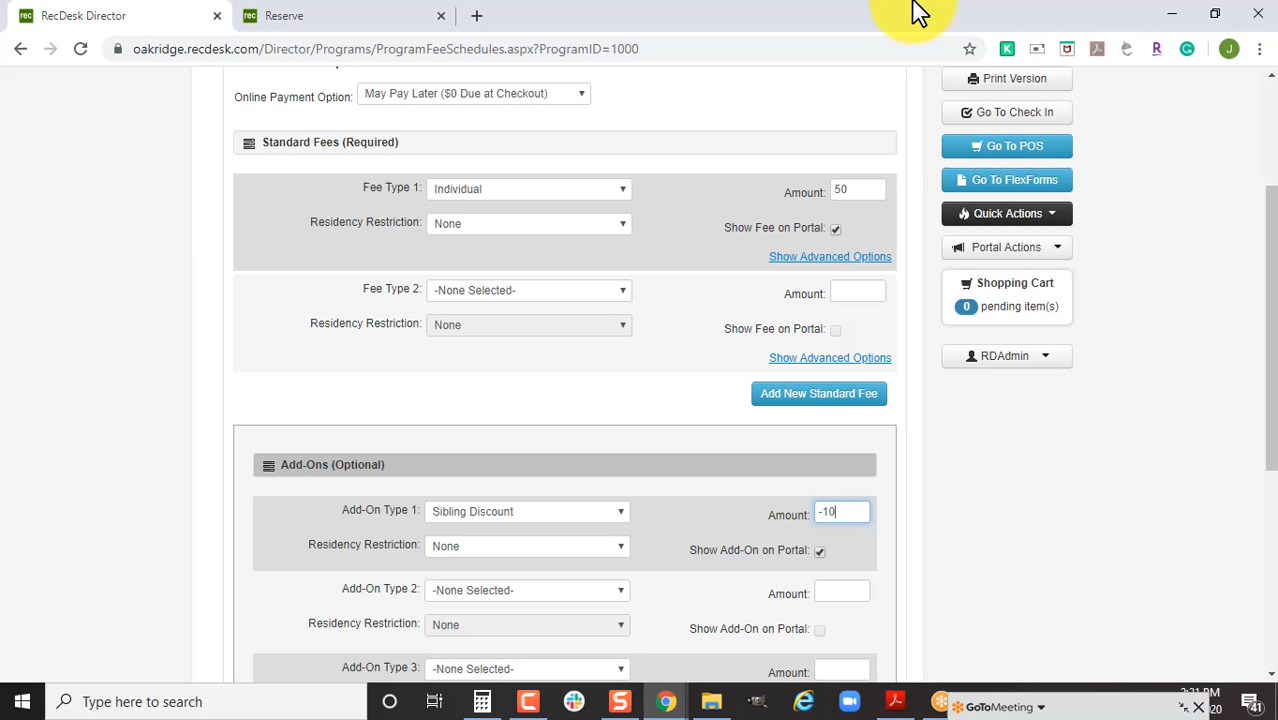 RecDesk Director
Reserve
oakridge.recdesk.com/Director/Programs/ProgramFeeSchedules.aspx?ProgramID=1000
Online Payment Option: May Pay Later ($0 Due at Checkout)
Standard Fees (Required)
Fee Type 1: Individual Amount: 50
Residency Restriction: None Show Fee on Portal:
Show Advanced Options
Fee Type 2: -None Selected- Amount:
Residency Restriction: None Show Fee on Portal:
Show Advanced Options
Add New Standard Fee
Add-Ons (Optional)
Add-On Type 1: Sibling Discount Amount: -10
Residency Restriction: None Show Add-On on Portal:
Add-On Type 2: -None Selected- Amount:
Residency Restriction: None Show Add-On on Portal:
Add-On Type 3: -None Selected- Amount:
Print Version
Go To Check In
Go To POS
Go To FlexForms
Quick Actions
Portal Actions
Shopping Cart
0 pending item(s)
RDAdmin
Type here to search
GoToMeeting
41